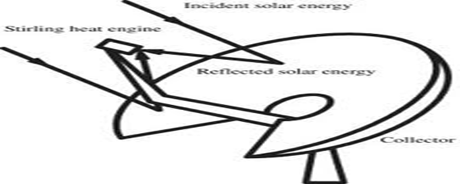 Incident solar energy
Stirling heat engine
Reflected solar energy
Collector